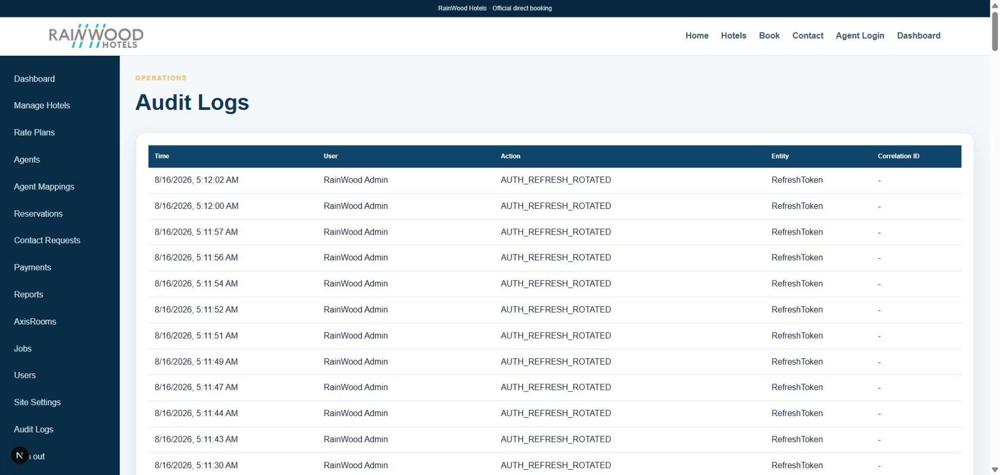 RainWood Hotels · Official direct booking
RAINWOOD
HOTELS
Home Hotels Book Contact Agent Login Dashboard
Dashboard
Manage Hotels
Rate Plans
Agents
Agent Mappings
Reservations
Contact Requests
Payments
Reports
AxisRooms
Jobs
Users
Site Settings
Audit Logs
N out
OPERATIONS
Audit Logs
Time User Action Entity Correlation ID
8/16/2026, 5:12:02 AM RainWood Admin AUTH_REFRESH_ROTATED RefreshToken -
8/16/2026, 5:12:00 AM RainWood Admin AUTH_REFRESH_ROTATED RefreshToken -
8/16/2026, 5:11:57 AM RainWood Admin AUTH_REFRESH_ROTATED RefreshToken -
8/16/2026, 5:11:56 AM RainWood Admin AUTH_REFRESH_ROTATED RefreshToken -
8/16/2026, 5:11:54 AM RainWood Admin AUTH_REFRESH_ROTATED RefreshToken -
8/16/2026, 5:11:52 AM RainWood Admin AUTH_REFRESH_ROTATED RefreshToken -
8/16/2026, 5:11:51 AM RainWood Admin AUTH_REFRESH_ROTATED RefreshToken -
8/16/2026, 5:11:49 AM RainWood Admin AUTH_REFRESH_ROTATED RefreshToken -
8/16/2026, 5:11:47 AM RainWood Admin AUTH_REFRESH_ROTATED RefreshToken -
8/16/2026, 5:11:44 AM RainWood Admin AUTH_REFRESH_ROTATED RefreshToken -
8/16/2026, 5:11:43 AM RainWood Admin AUTH_REFRESH_ROTATED RefreshToken -
8/16/2026, 5:11:30 AM RainWood Admin AUTH_REFRESH_ROTATED RefreshToken -